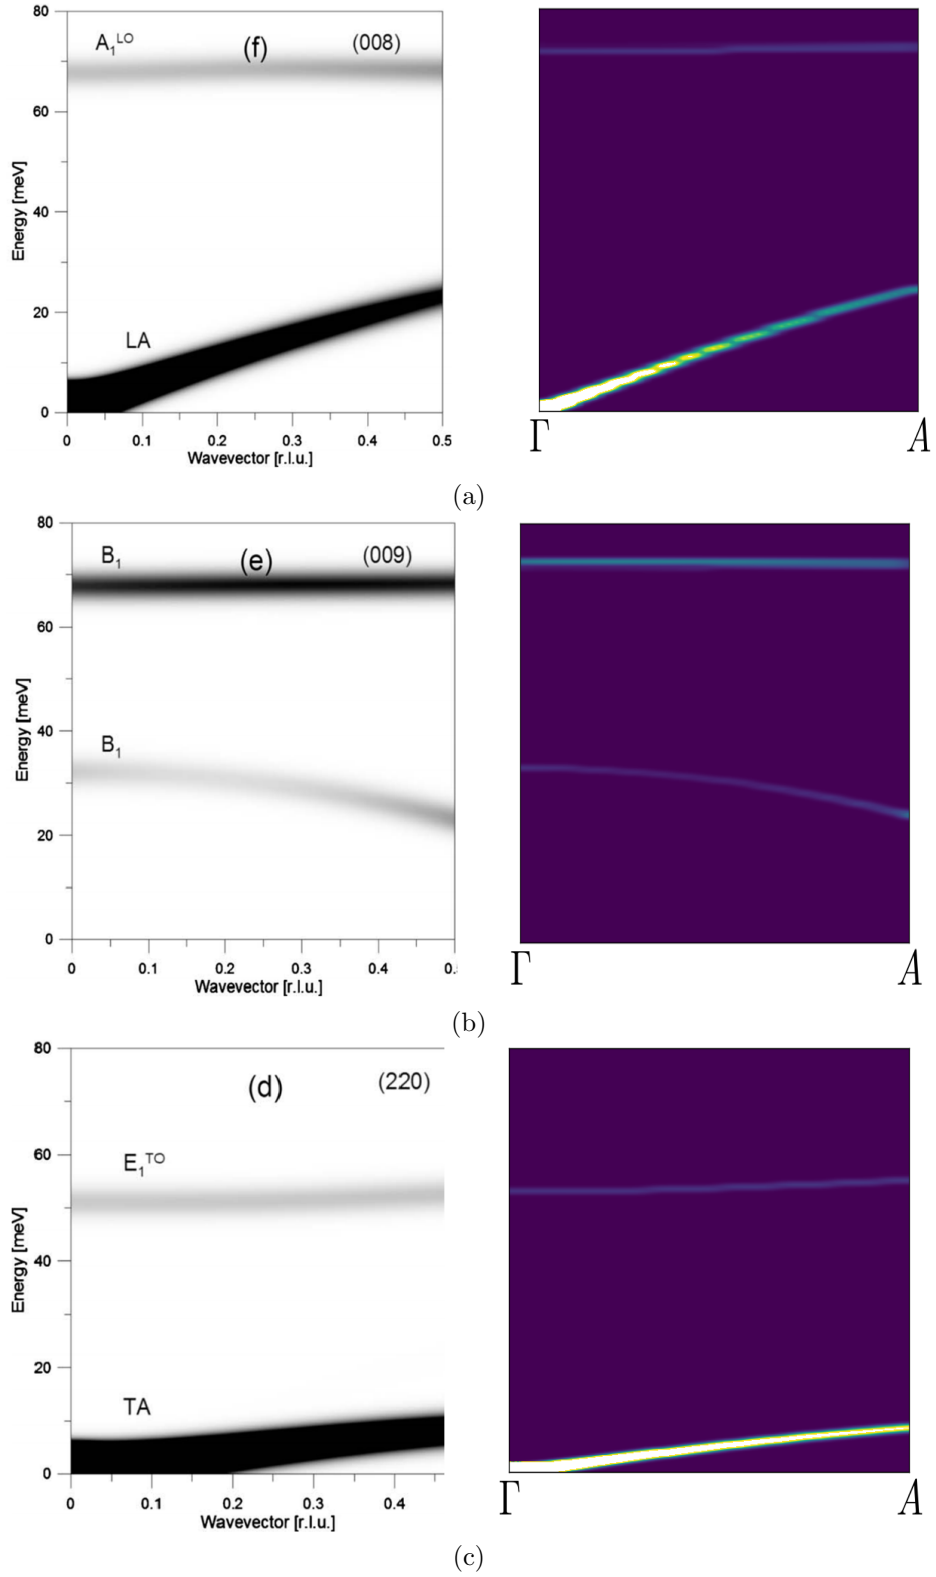 80
A₁ᴸᴼ
(f)
(008)
60
Energy [meV]
40
20
LA
0
0 0.1 0.2 0.3 0.4 0.5
Wavevector [r.l.u.]
Γ A
(a)
80
B₁
(e)
(009)
60
Energy [meV]
40
B₁
20
0
0 0.1 0.2 0.3 0.4 0.
Wavevector [r.l.u.]
Γ A
(b)
80
(d)
(220)
60
E₁ᵀᴼ
Energy [meV]
40
20
TA
0
0 0.1 0.2 0.3 0.4
Wavevector [r.l.u.]
Γ A
(c)